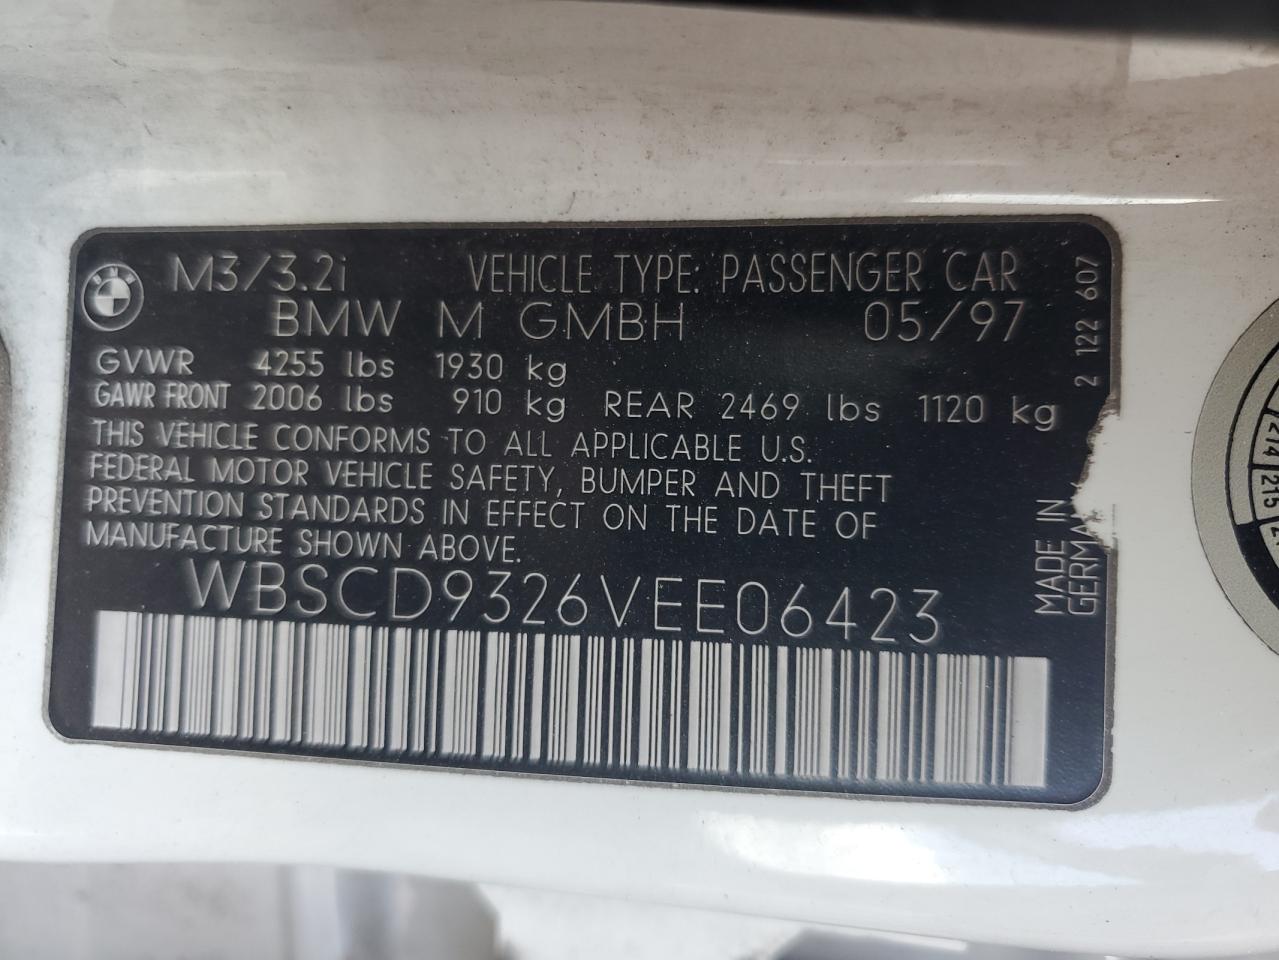 M3/3.2i VEHICLE TYPE: PASSENGER CAR
BMW M GMBH 05/97
GVWR 4255 lbs 1930 kg
GAWR FRONT 2006 lbs 910 kg REAR 2469 lbs 1120 kg
THIS VEHICLE CONFORMS TO ALL APPLICABLE U.S.
FEDERAL MOTOR VEHICLE SAFETY, BUMPER AND THEFT
PREVENTION STANDARDS IN EFFECT ON THE DATE OF
MANUFACTURE SHOWN ABOVE.
WBSCD9326VEE06423
2 122 607
MADE IN
BMW
214 215